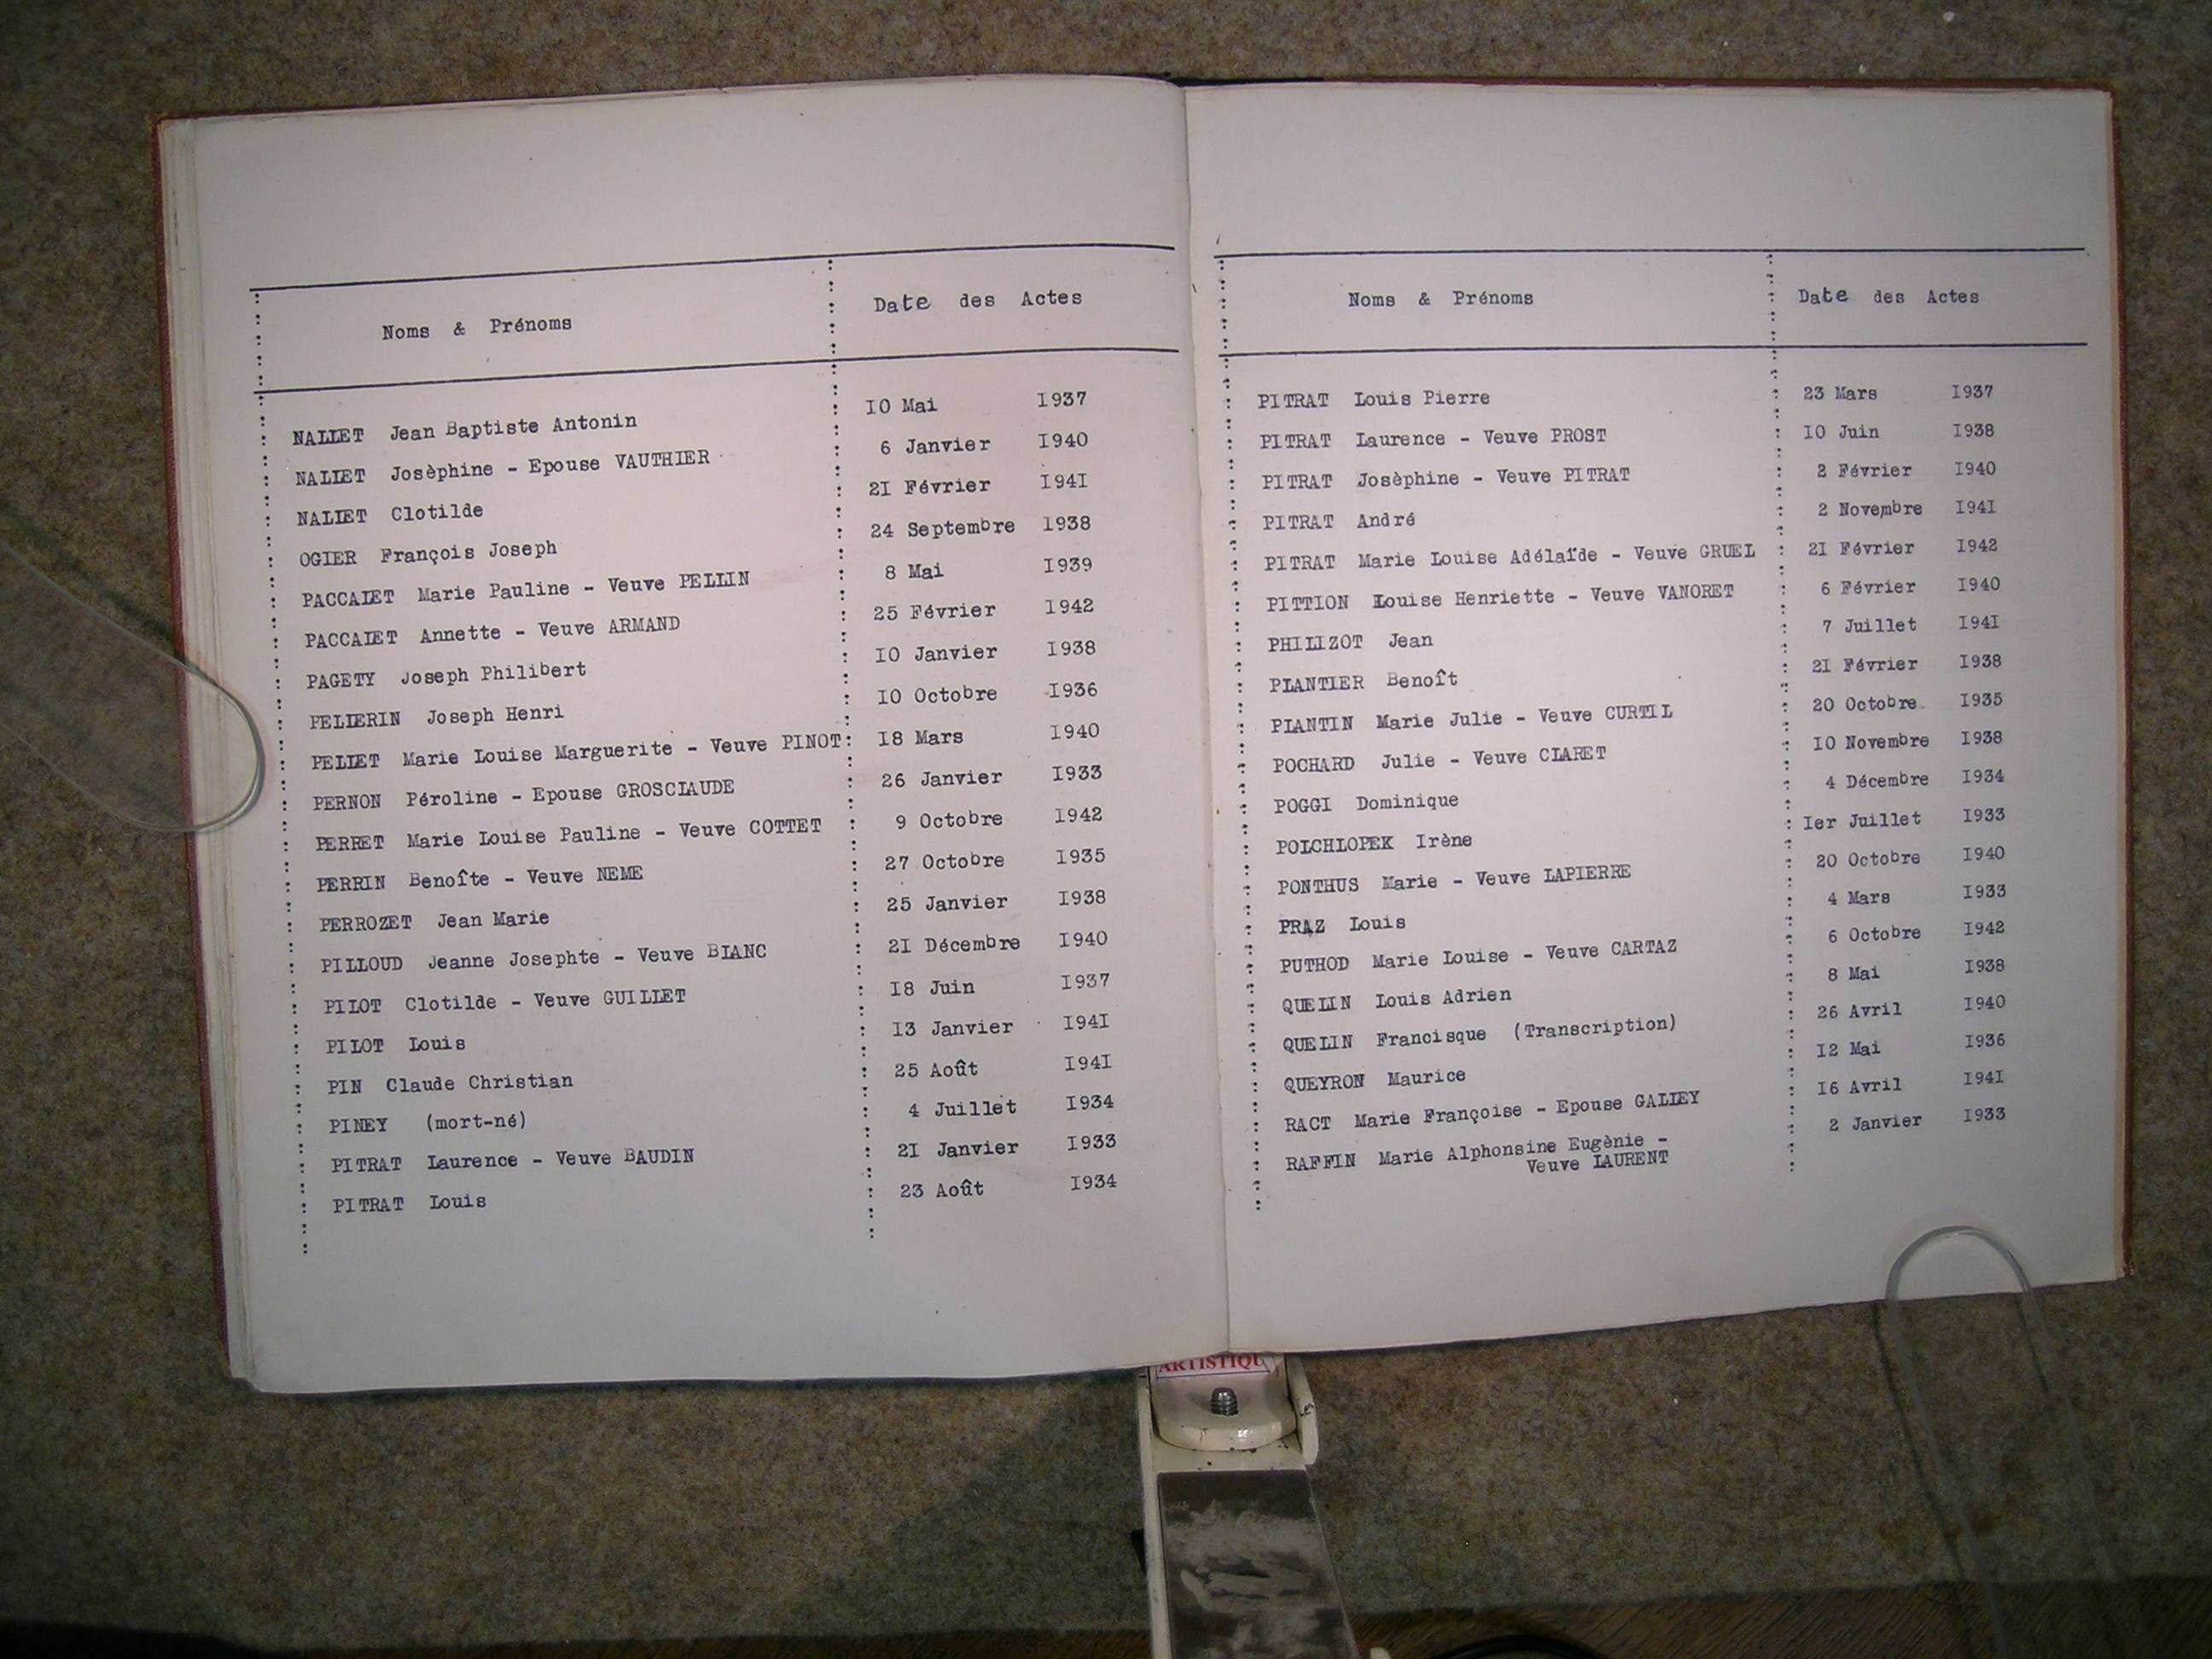 Noms & Prénoms Date des Actes
NALLET Jean Baptiste Antonin 10 Mai 1937
NALLET Josèphine - Epouse VAUTHIER 6 Janvier 1940
NALLET Clotilde 21 Février 1941
OGIER François Joseph 24 Septembre 1938
PACCALET Marie Pauline - Veuve PELLIN 8 Mai 1939
PACCALET Annette - Veuve ARMAND 25 Février 1942
PAGETY Joseph Philibert 10 Janvier 1938
PELLERIN Joseph Henri 10 Octobre 1936
PELLET Marie Louise Marguerite - Veuve PINOT 18 Mars 1940
PERNON Péroline - Epouse GROSCLAUDE 26 Janvier 1933
PERRET Marie Louise Pauline - Veuve COTTET 9 Octobre 1942
PERRIN Benoîte - Veuve NEME 27 Octobre 1935
PERROZET Jean Marie 25 Janvier 1938
PILLOUD Jeanne Josephte - Veuve BLANC 21 Décembre 1940
PILOT Clotilde - Veuve GUILLET 18 Juin 1937
PILOT Louis 13 Janvier 1941
PIN Claude Christian 25 Août 1941
PINEY (mort-né) 4 Juillet 1934
PITRAT Laurence - Veuve BAUDIN 21 Janvier 1933
PITRAT Louis 23 Août 1934
Noms & Prénoms Date des Actes
PITRAT Louis Pierre 23 Mars 1937
PITRAT Laurence - Veuve PROST 10 Juin 1938
PITRAT Josèphine - Veuve PITRAT 2 Février 1940
PITRAT André 2 Novembre 1941
PITRAT Marie Louise Adélaïde - Veuve GRUEL 21 Février 1942
PITTION Louise Henriette - Veuve VANORET 6 Février 1940
PHILIZOT Jean 7 Juillet 1941
PLANTIER Benoît 21 Février 1938
PLANTIN Marie Julie - Veuve CURTIL 20 Octobre 1935
POCHARD Julie - Veuve CLARET 10 Novembre 1938
POGGI Dominique 4 Décembre 1934
POLCHLOPEK Irène 1er Juillet 1933
PONTHUS Marie - Veuve LAPIERRE 20 Octobre 1940
PRAZ Louis 4 Mars 1933
PUTHOD Marie Louise - Veuve CARTAZ 6 Octobre 1942
QUELIN Louis Adrien 8 Mai 1938
QUELIN Francisque (Transcription) 26 Avril 1940
QUEYRON Maurice 12 Mai 1936
RACT Marie Françoise - Epouse GALLEY 16 Avril 1941
RAFFIN Marie Alphonsine Eugènie - 2 Janvier 1933
Veuve LAURENT
ARTISTIQU